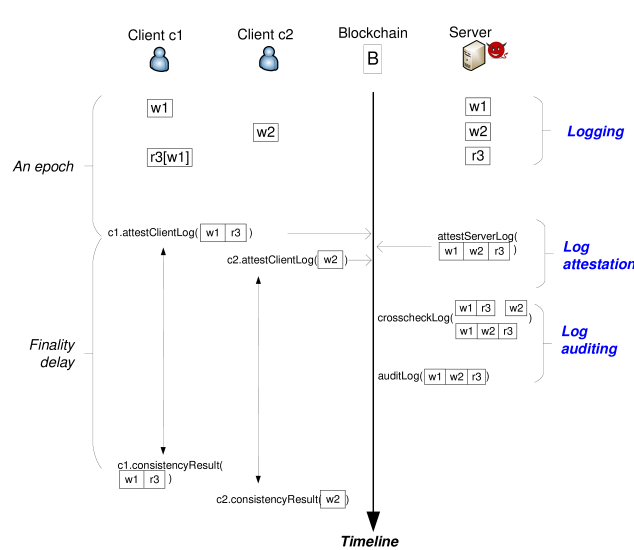 Client c1
Client c2
Blockchain
Server
B
w1
w1
w2
w2
Logging
r3[w1]
r3
An epoch
c1.attestClientLog( w1 r3 )
attestServerLog(
w1 w2 r3 )
c2.attestClientLog( w2 )
Log
attestation
w1 r3 w2
crosscheckLog( )
w1 w2 r3
Finality
delay
Log
auditing
auditLog( w1 w2 r3 )
c1.consistencyResult(
w1 r3 )
c2.consistencyResult( w2 )
Timeline